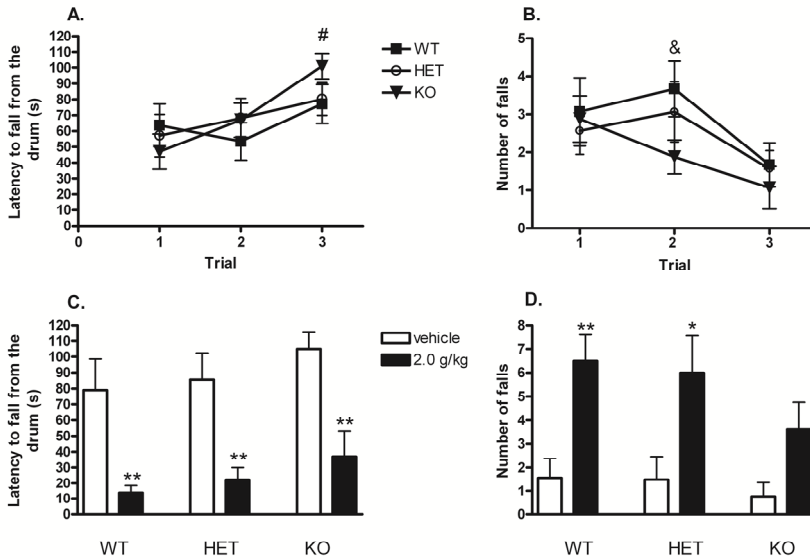 A.
Latency to fall from the drum (s)
120
110
100
90
80
70
60
50
40
30
20
10
0
#
0 1 2 3
Trial
WT
HET
KO
B.
Number of falls
5
4
3
2
1
0
&
1 2 3
Trial
C.
Latency to fall from the drum (s)
120
110
100
90
80
70
60
50
40
30
20
10
0
** ** **
WT HET KO
vehicle
2.0 g/kg
D.
Number of falls
8
7
6
5
4
3
2
1
0
** *
WT HET KO